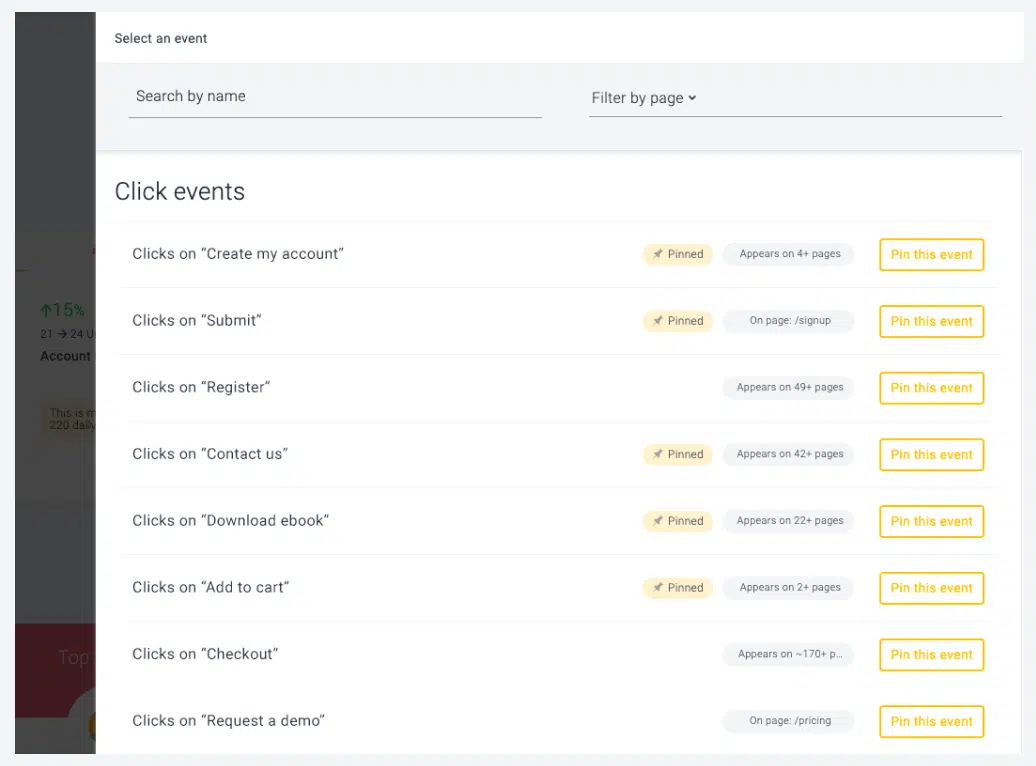 Select an event
Search by name
Filter by page
Click events
Clicks on “Create my account” Pinned Appears on 4+ pages Pin this event
Clicks on “Submit” Pinned On page: /signup Pin this event
Clicks on “Register” Appears on 49+ pages Pin this event
Clicks on “Contact us” Pinned Appears on 42+ pages Pin this event
Clicks on “Download ebook” Pinned Appears on 22+ pages Pin this event
Clicks on “Add to cart” Pinned Appears on 2+ pages Pin this event
Clicks on “Checkout” Appears on ~170+ p... Pin this event
Clicks on “Request a demo” On page: /pricing Pin this event
↑15%
21 → 24 U
Account
This is m
220 daily
Top